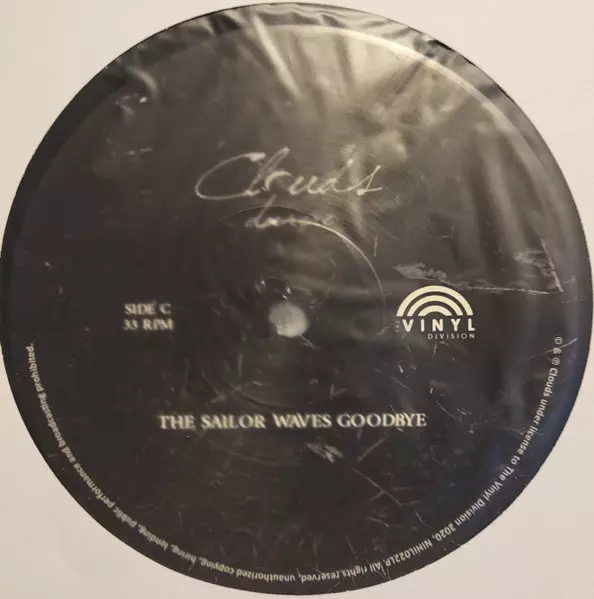 Clouds
SIDE C
33 RPM
THE VINYL
DIVISION
THE SAILOR WAVES GOODBYE
© & ℗ Clouds under license to The Vinyl Division 2020. NIHIL022LP. All rights reserved, unauthorized copying, hiring, lending, public performance and broadcasting prohibited.